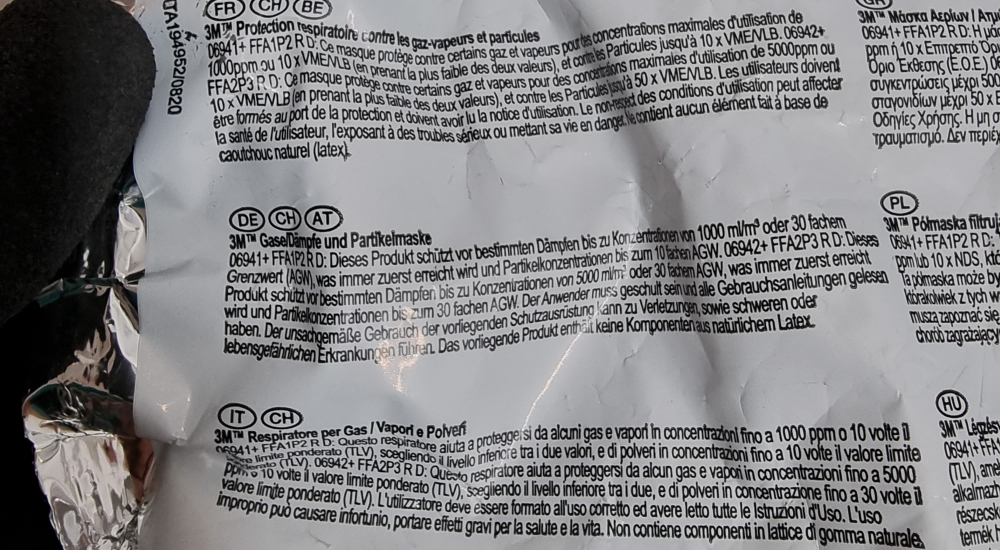 TA194520820
FR CH BE
3M™ Protection respiratoire contre les gaz-vapeurs et particules
06941+ FFA1P2 R D: Ce masque protège contre certains gaz et vapeurs pour des concentrations maximales d'utilisation de
1000ppm ou 10 x VME/VLB (en prenant la plus faible des deux valeurs), et contre les Particules jusqu'à 10 x VME/VLB. 06942+
FFA2P3 R D: Ce masque protège contre certains gaz et vapeurs pour des concentrations maximales d'utilisation de 5000ppm ou
10 x VME/VLB (en prenant la plus faible des deux valeurs), et contre les Particules jusqu'à 50 x VME/VLB. Les utilisateurs doivent
être formés au port de la protection et doivent avoir lu la notice d'utilisation. Le non-respect des conditions d'utilisation peut affecter
la santé de l'utilisateur, l'exposant à des troubles sérieux ou mettant sa vie en danger. Ne contient aucun élément fait à base de
caoutchouc naturel (latex).
DE CH AT
3M™ Gase/Dämpfe und Partikelmaske
06941+ FFA1P2 R D: Dieses Produkt schützt vor bestimmten Dämpfen bis zu Konzentrationen von 1000 ml/m³ oder 30 fachem
Grenzwert (AGW), was immer zuerst erreicht wird und Partikelkonzentrationen bis zum 10 fachen AGW. 06942+ FFA2P3 R D: Dieses
Produkt schützt vor bestimmten Dämpfen bis zu Konzentrationen von 5000 ml/m³ oder 30 fachem AGW, was immer zuerst erreicht
wird und Partikelkonzentrationen bis zum 30 fachen AGW. Der Anwender muss geschult sein und alle Gebrauchsanleitungen gelesen
haben. Der unsachgemäße Gebrauch der vorliegenden Schutzausrüstung kann zu Verletzungen, sowie schweren oder
lebensgefährlichen Erkrankungen führen. Das vorliegende Produkt enthält keine Komponenten aus natürlichem Latex.
IT CH
3M™ Respiratore per Gas / Vapori e Polveri
06941+ FFA1P2 R D: Questo respiratore aiuta a proteggersi da alcuni gas e vapori in concentrazioni fino a 1000 ppm o 10 volte il
valore limite ponderato (TLV), scegliendo il livello inferiore tra i due valori, e di polveri in concentrazioni fino a 10 volte il valore limite
ponderato (TLV). 06942+ FFA2P3 R D: Questo respiratore aiuta a proteggersi da alcun gas e vapori in concentrazioni fino a 5000
ppm o 10 volte il valore limite ponderato (TLV), scegliendo il livello inferiore tra i due, e di polveri in concentrazione fino a 30 volte il
valore limite ponderato (TLV). L'utilizzatore deve essere formato all'uso corretto ed avere letto tutte le Istruzioni d'Uso. L'uso
improprio può causare infortunio, portare effetti gravi per la salute e la vita. Non contiene componenti in lattice di gomma naturale.
GR
3M™ Μάσκα Αερίων /
06941+ FFA1P2 R D: Η
ppm ή 10 x Επιτρεπτό
Όριο Έκθεσης (Ε.Ο.Ε.)
συγκεντρώσεις μέχρι
σταγονιδίων μέχρι 50 x
Οδηγίες Χρήσης. Η μη
τραυματισμό. Δεν
PL
3M™ Półmaska
06941+ FFA1P2 R D:
ppm lub 10 x NDS,
Ta półmaska może
którakolwiek z tych
muszą zapoznać się
chorób zagrażający
HU
3M™
06941+
(TLV),
termék